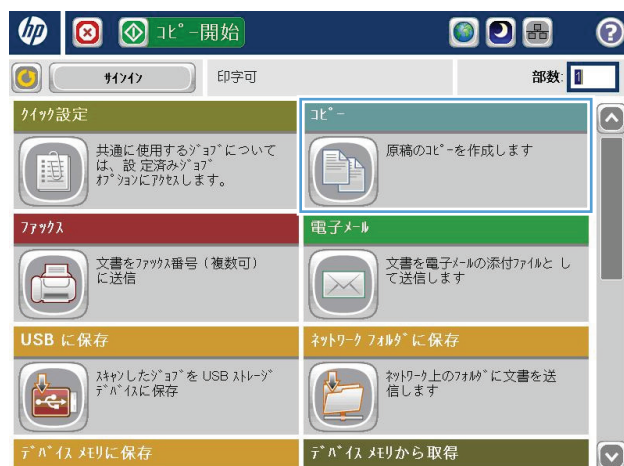 hp
ｺﾋﾟｰ開始
?
ｻｲﾝｲﾝ
印字可
部数: 1
ｸｲｯｸ設定
共通に使用するｼﾞｮﾌﾞについて
は、設 定済みｼﾞｮﾌﾞ
ｵﾌﾟｼｮﾝにｱｸｾｽしま
す。
ｺﾋﾟｰ
原稿のｺﾋﾟｰを作成します
ﾌｧｯｸｽ
文書をﾌｧｯｸｽ番号（複数可）
に送信
電子ﾒｰﾙ
文書を電子ﾒｰﾙの添付ﾌｧｲﾙと し
て送信しま す
USB に保存
ｽｷｬﾝしたｼﾞｮﾌﾞを USB ｽﾄﾚｰｼﾞ
ﾃﾞﾊﾞｲｽに保存
ﾈｯﾄﾜｰｸ ﾌｫﾙﾀﾞに保存
ﾈｯﾄﾜｰｸ上のﾌｫﾙﾀﾞに文書を送
信します
ﾃﾞﾊﾞｲｽ ﾒﾓﾘに保存
ﾃﾞﾊﾞｲｽ ﾒﾓﾘから取得